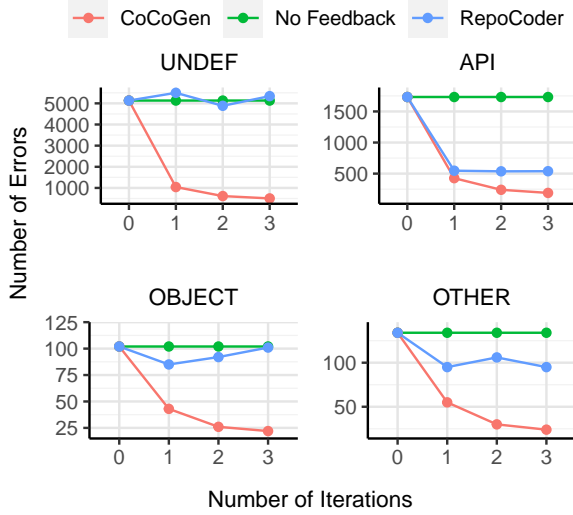 CoCoGen No Feedback RepoCoder
UNDEF API
Number of Errors
5000
4000
3000
2000
1000
0 1 2 3
1500
1000
500
0 1 2 3
OBJECT OTHER
125
100
75
50
25
0 1 2 3
100
50
0 1 2 3
Number of Iterations